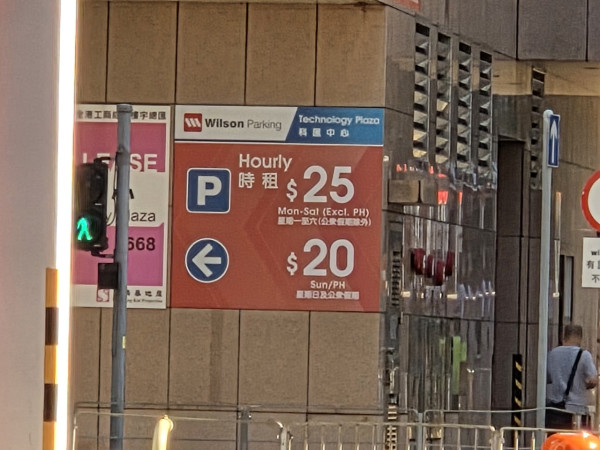 Wilson Parking
Technology Plaza
科匯中心
P
Hourly
時租
$25
Mon-Sat (Excl. PH)
星期一至六(公眾假期除外)
$20
Sun/PH
星期日及公眾假期
LEASE
laza
668